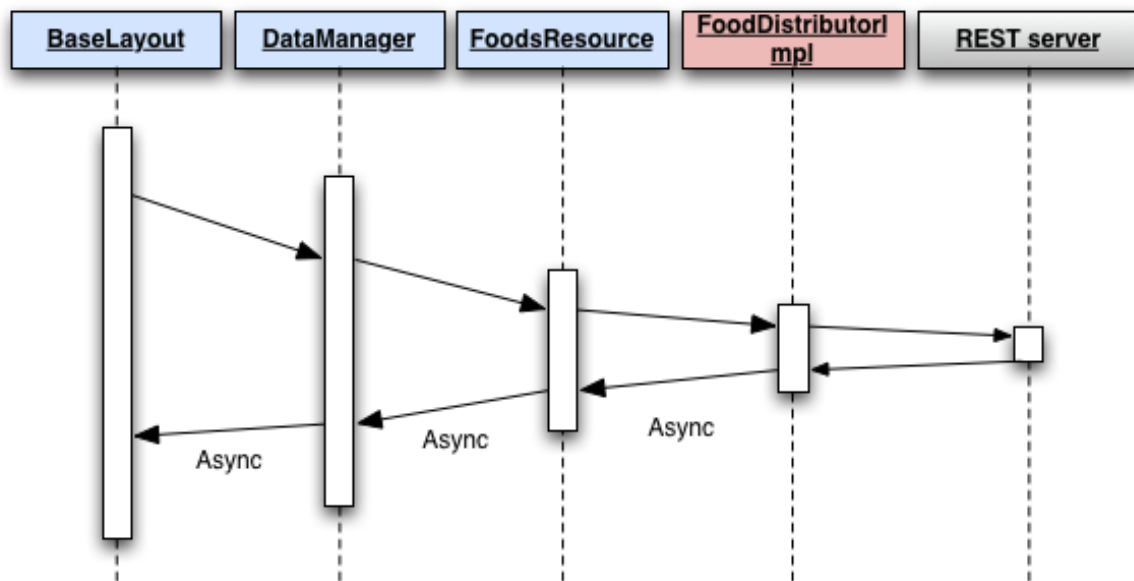 BaseLayout
DataManager
FoodsResource
FoodDistributorI
mpl
REST server
Async
Async
Async